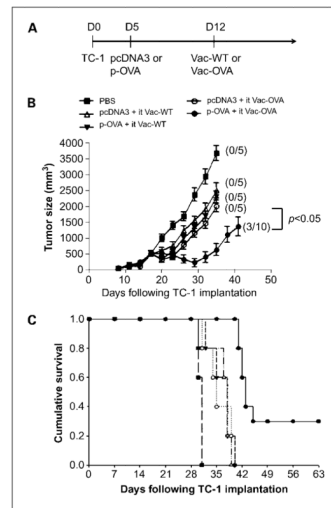 A
D0 D5 D12
TC-1 pcDNA3 or p-OVA Vac-WT or Vac-OVA
B
PBS
pcDNA3 + it Vac-WT
p-OVA + it Vac-WT
pcDNA3 + it Vac-OVA
p-OVA + it Vac-OVA
Tumor size (mm³)
4000
3500
3000
2500
2000
1500
1000
500
0
(0/5)
(0/5)
(0/5)
(0/5)
(3/10)
p<0.05
0 10 20 30 40 50
Days following TC-1 implantation
C
Cumulative survival
1.0
0.8
0.6
0.4
0.2
0.0
0 7 14 21 28 35 42 49 56 63
Days following TC-1 implantation